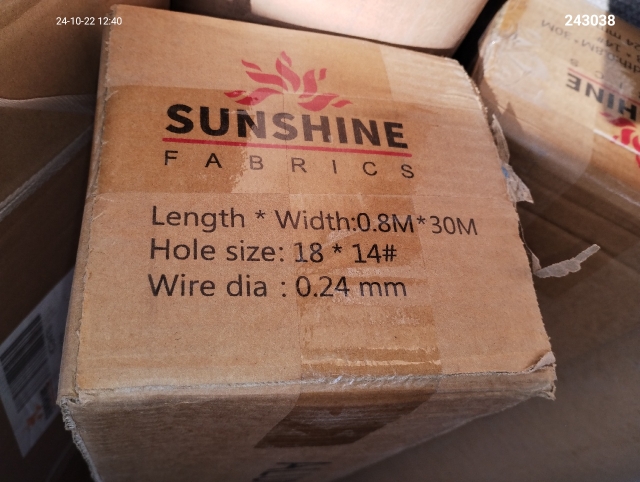 24-10-22 12:40
243038
SUNSHINE
FABRICS
Length * Width:0.8M*30M
Hole size: 18 * 14#
Wire dia : 0.24 mm